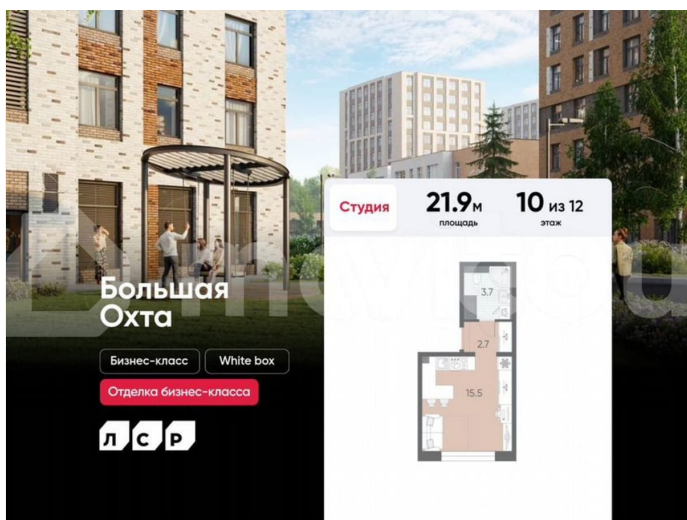 Студия
21.9м
площадь
10 из 12
этаж
3.7
2.7
15.5
Большая
Охта
Бизнес-класс
White box
Отделка бизнес-класса
ЛСР